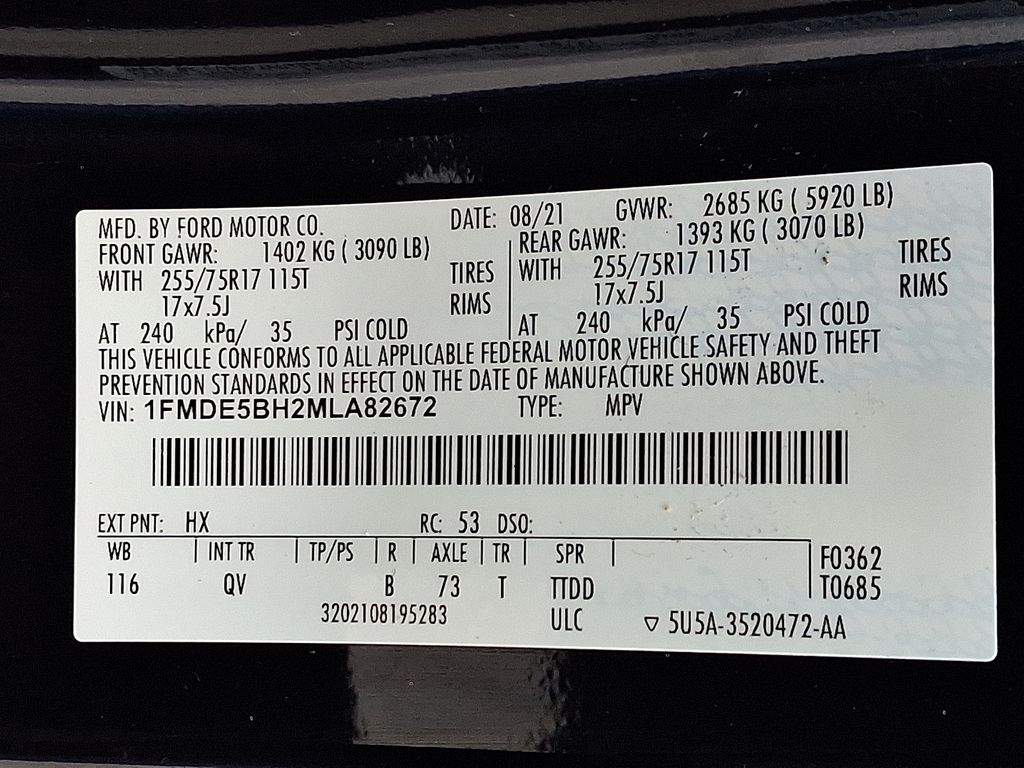 MFD. BY FORD MOTOR CO. DATE: 08/21 GVWR: 2685 KG ( 5920 LB)
FRONT GAWR: 1402 KG ( 3090 LB) REAR GAWR: 1393 KG ( 3070 LB)
WITH 255/75R17 115T TIRES WITH 255/75R17 115T TIRES
17x7.5J RIMS 17x7.5J RIMS
AT 240 kPa/ 35 PSI COLD AT 240 kPa/ 35 PSI COLD
THIS VEHICLE CONFORMS TO ALL APPLICABLE FEDERAL MOTOR VEHICLE SAFETY AND THEFT
PREVENTION STANDARDS IN EFFECT ON THE DATE OF MANUFACTURE SHOWN ABOVE.
VIN: 1FMDE5BH2MLA82672 TYPE: MPV
EXT PNT: HX RC: 53 DSO:
WB INT TR TP/PS R AXLE TR SPR F0362
116 QV B 73 T TTDD T0685
3202108195283 ULC ▽ 5U5A-3520472-AA